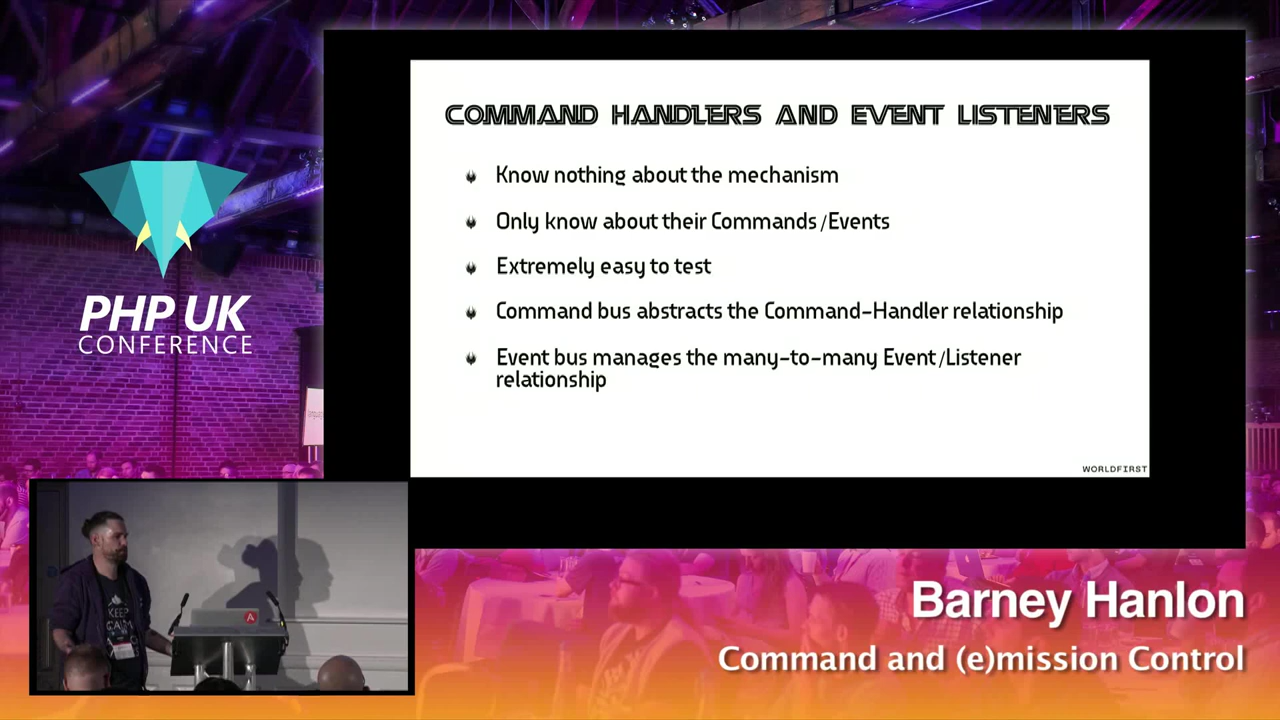 COMMAND HANDLERS AND EVENT LISTENERS
Know nothing about the mechanism
Only know about their Commands/Events
Extremely easy to test
Command bus abstracts the Command-Handler relationship
Event bus manages the many-to-many Event/Listener
relationship
WORLDFIRST
PHP UK
CONFERENCE
KEEP
CALM
Barney Hanlon
Command and (e)mission Control